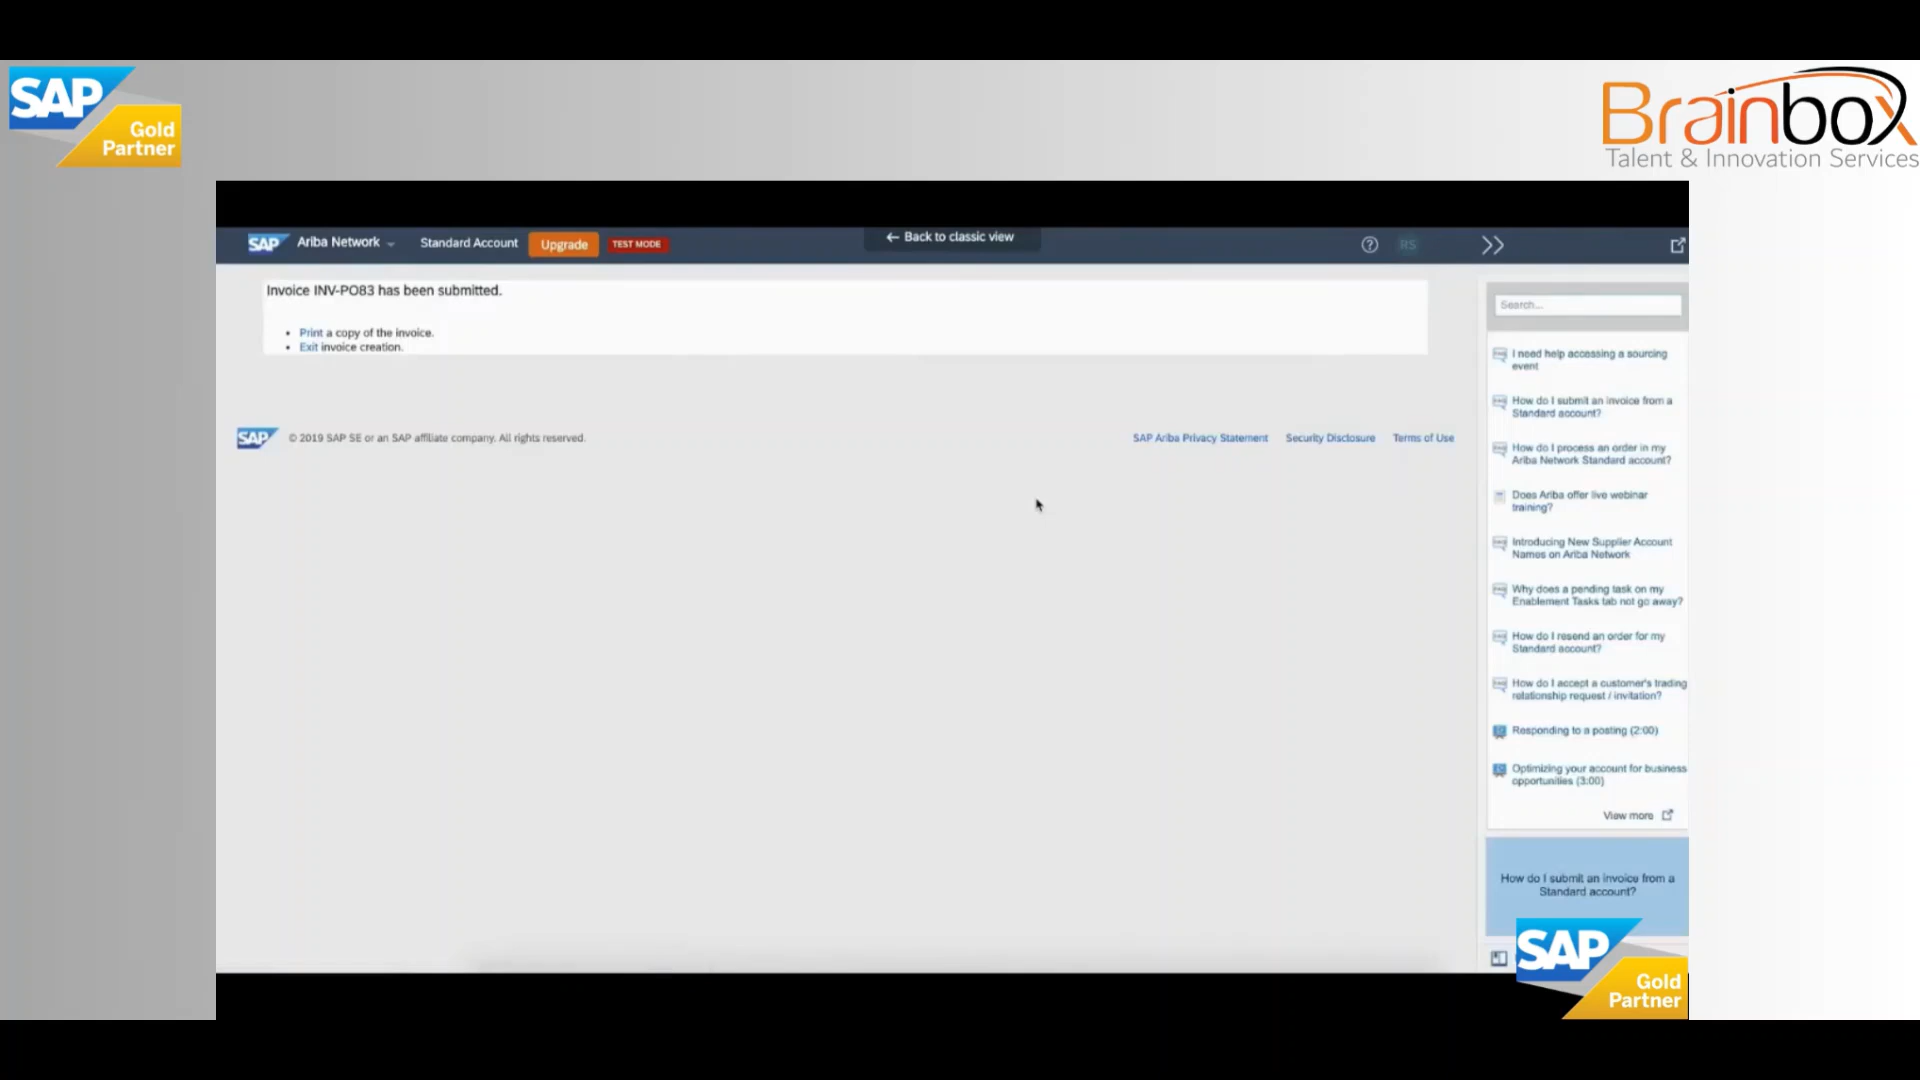 SAP
Gold
Partner
Brainbox
Talent & Innovation Services
SAP Ariba Network Standard Account Upgrade TEST MODE
← Back to classic view
RS
Invoice INV-PO83 has been submitted.
• Print a copy of the invoice.
• Exit invoice creation.
SAP © 2019 SAP SE or an SAP affiliate company. All rights reserved.
SAP Ariba Privacy Statement Security Disclosure Terms of Use
Search...
I need help accessing a sourcing
event
How do I submit an invoice from a
Standard account?
How do I process an order in my
Ariba Network Standard account?
Does Ariba offer live webinar
training?
Introducing New Supplier Account
Names on Ariba Network
Why does a pending task on my
Enablement Tasks tab not go away?
How do I resend an order for my
Standard account?
How do I accept a customer's trading
relationship request / invitation?
Responding to a posting (2:00)
Optimizing your account for business
opportunities (3:00)
View more
How do I submit an invoice from a
Standard account?
SAP
Gold
Partner